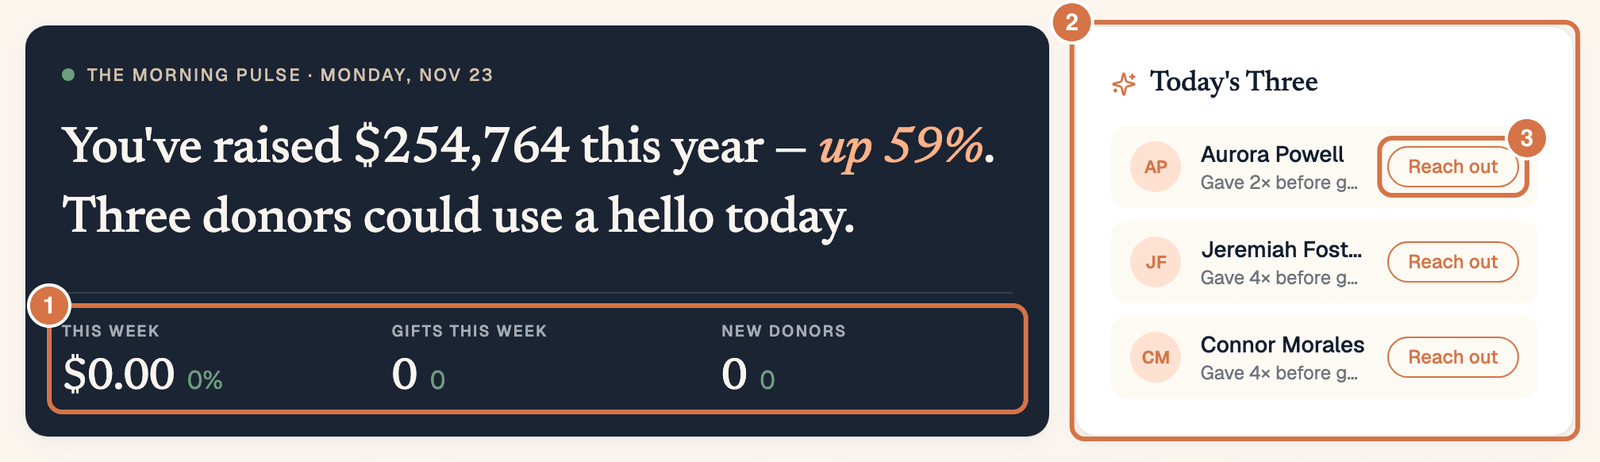 THE MORNING PULSE · MONDAY, NOV 23
You've raised $254,764 this year – up 59%.
Three donors could use a hello today.
1
THIS WEEK
$0.00 0%
GIFTS THIS WEEK
0 0
NEW DONORS
0 0
2
Today's Three
AP
Aurora Powell
Gave 2× before g...
Reach out
3
JF
Jeremiah Fost...
Gave 4× before g...
Reach out
CM
Connor Morales
Gave 4× before g...
Reach out